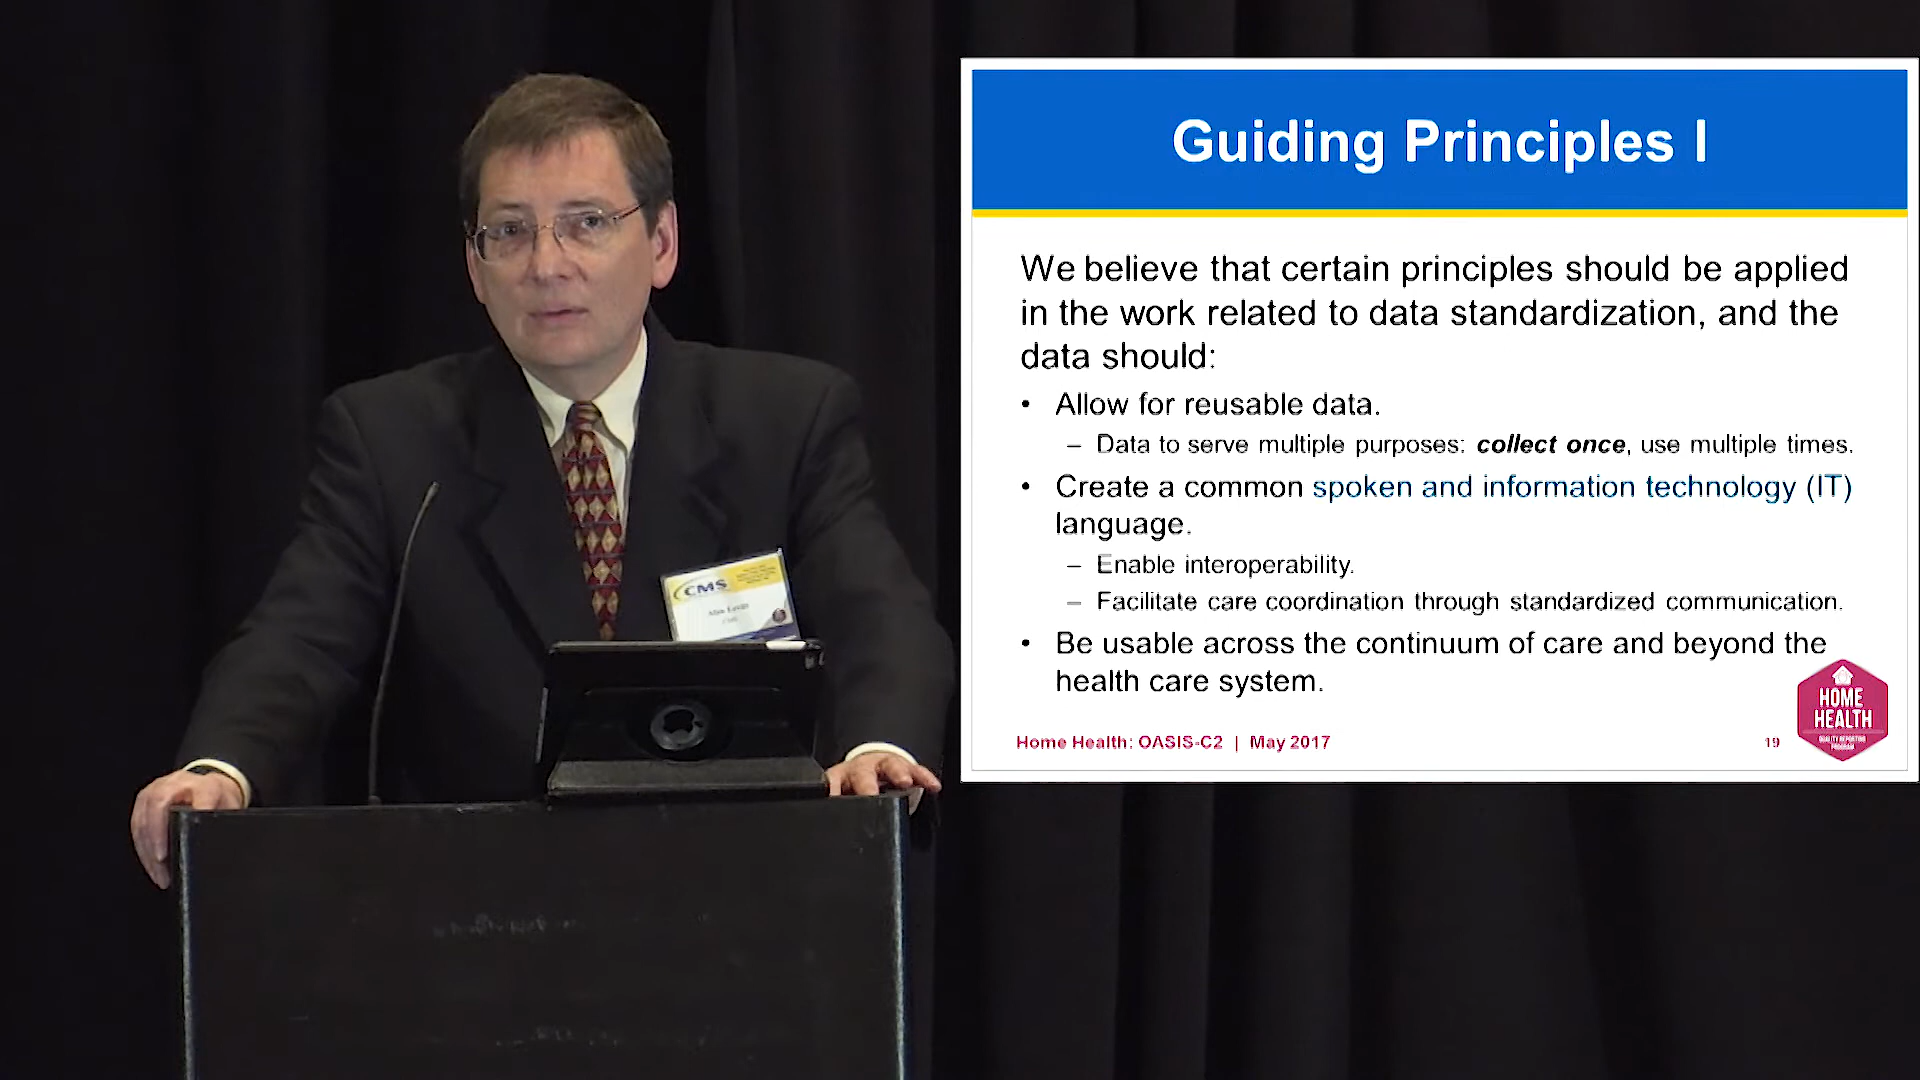 Guiding Principles I
We believe that certain principles should be applied
in the work related to data standardization, and the
data should:
• Allow for reusable data.
– Data to serve multiple purposes: collect once, use multiple times.
• Create a common spoken and information technology (IT)
language.
– Enable interoperability.
– Facilitate care coordination through standardized communication.
• Be usable across the continuum of care and beyond the
health care system.
Home Health: OASIS-C2 | May 2017
19
HOME
HEALTH
QUALITY REPORTING
PROGRAM
CMS